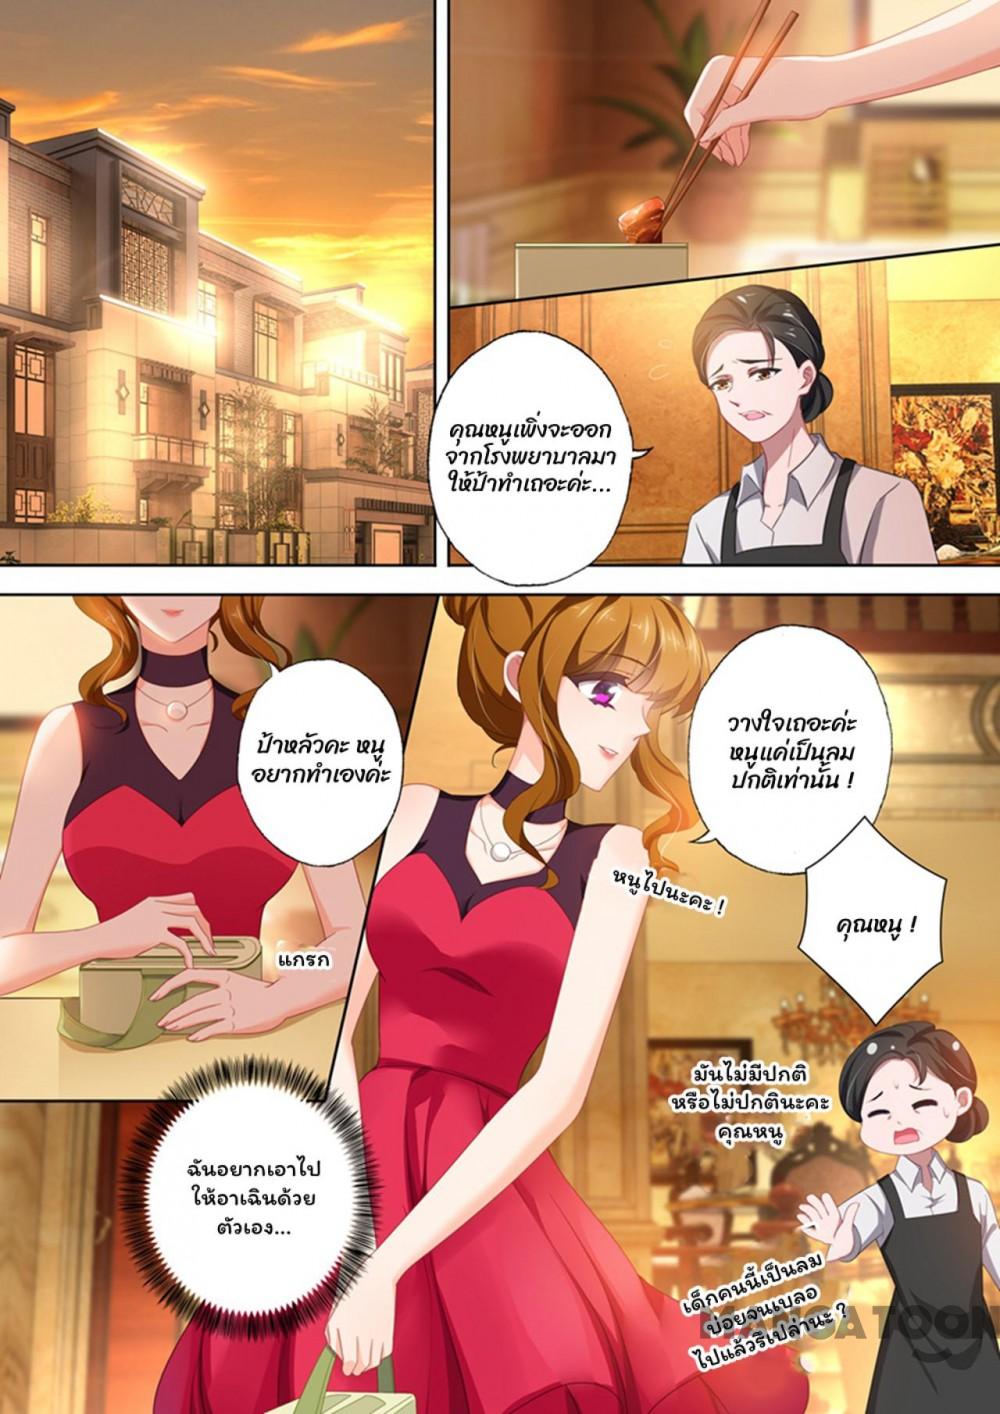 คุณหนูเพิ่งจะออก
จากโรงพยาบาลมา
ให้ป้าทำเถอะค่ะ...
ป้าหลัวคะ หนู
อยากทำเองค่ะ
แกรก
วางใจเถอะค่ะ
หนูแค่เป็นลม
ปกติเท่านั้น !
หนูไปนะคะ !
คุณหนู !
มันไม่มีปกติ
หรือไม่ปกตินะคะ
คุณหนู
ฉันอยากเอาไป
ให้อาเฉินด้วย
ตัวเอง...
เด็กคนนี้เป็นลม
บ่อยจนเบลอ
ไปแล้วรึเปล่านะ ?
MANGATOON